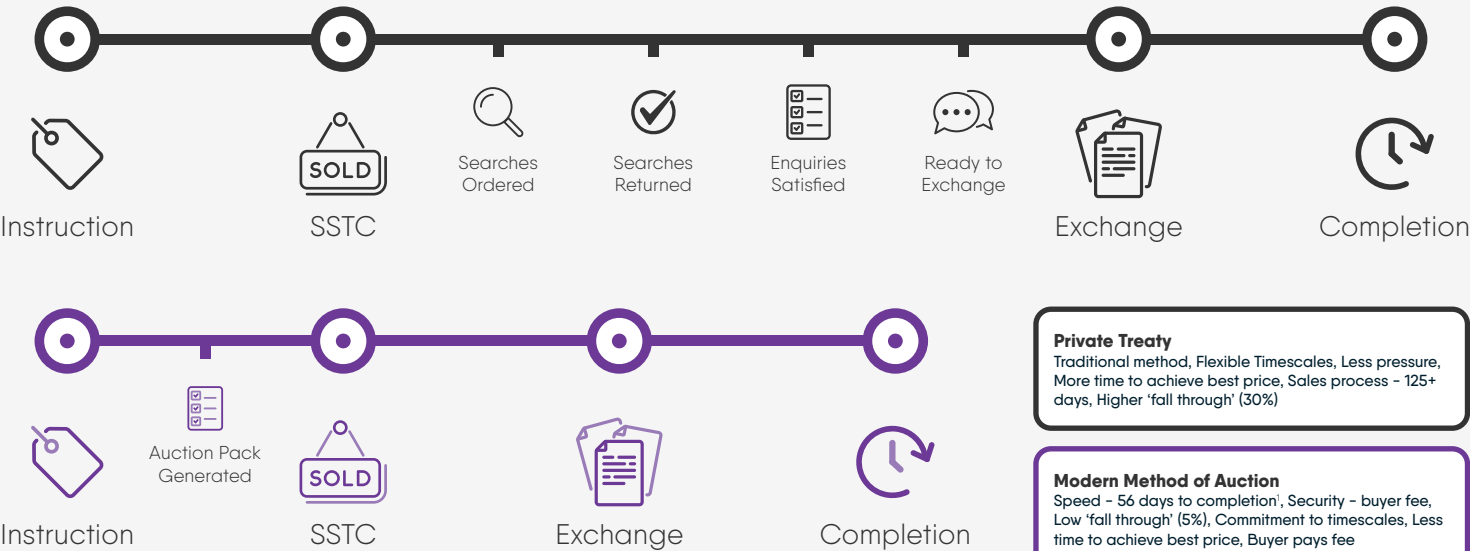 SOLD
Searches
Ordered
Searches
Returned
Enquiries
Satisfied
Ready to
Exchange
Instruction
SSTC
Exchange
Completion
Auction Pack
Generated
SOLD
Instruction
SSTC
Exchange
Completion
Private Treaty
Traditional method, Flexible Timescales, Less pressure,
More time to achieve best price, Sales process - 125+
days, Higher ‘fall through’ (30%)
Modern Method of Auction
Speed - 56 days to completion¹, Security - buyer fee,
Low ‘fall through’ (5%), Commitment to timescales, Less
time to achieve best price, Buyer pays fee